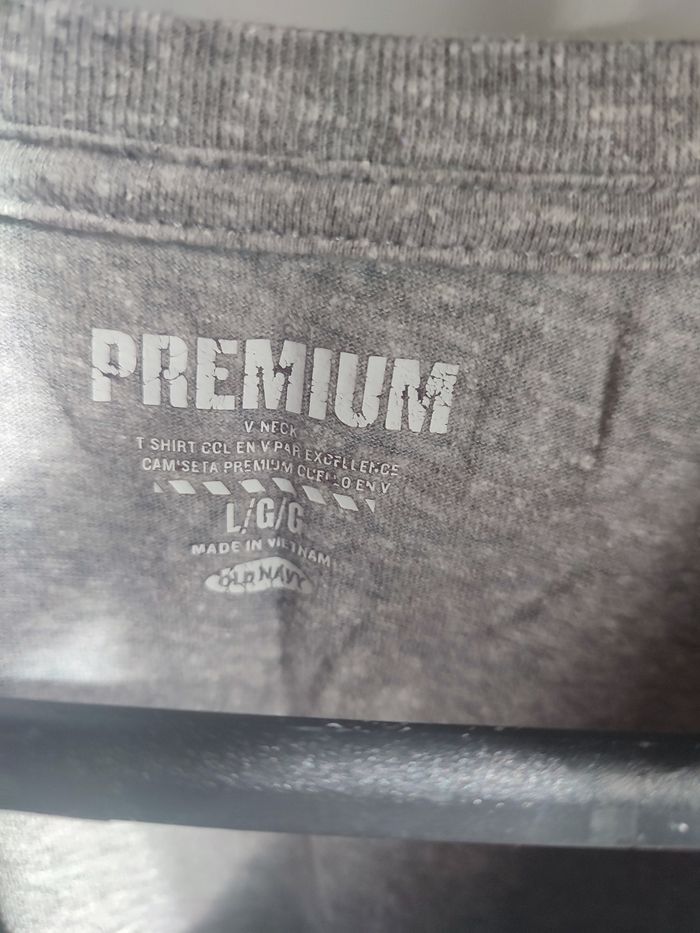 PREMIUM
V NECK
T SHIRT COL EN V PAR EXCELLENCE
CAMISETA PREMIUM CUELLO EN V
L/G/G
MADE IN VIETNAM
OLD NAVY